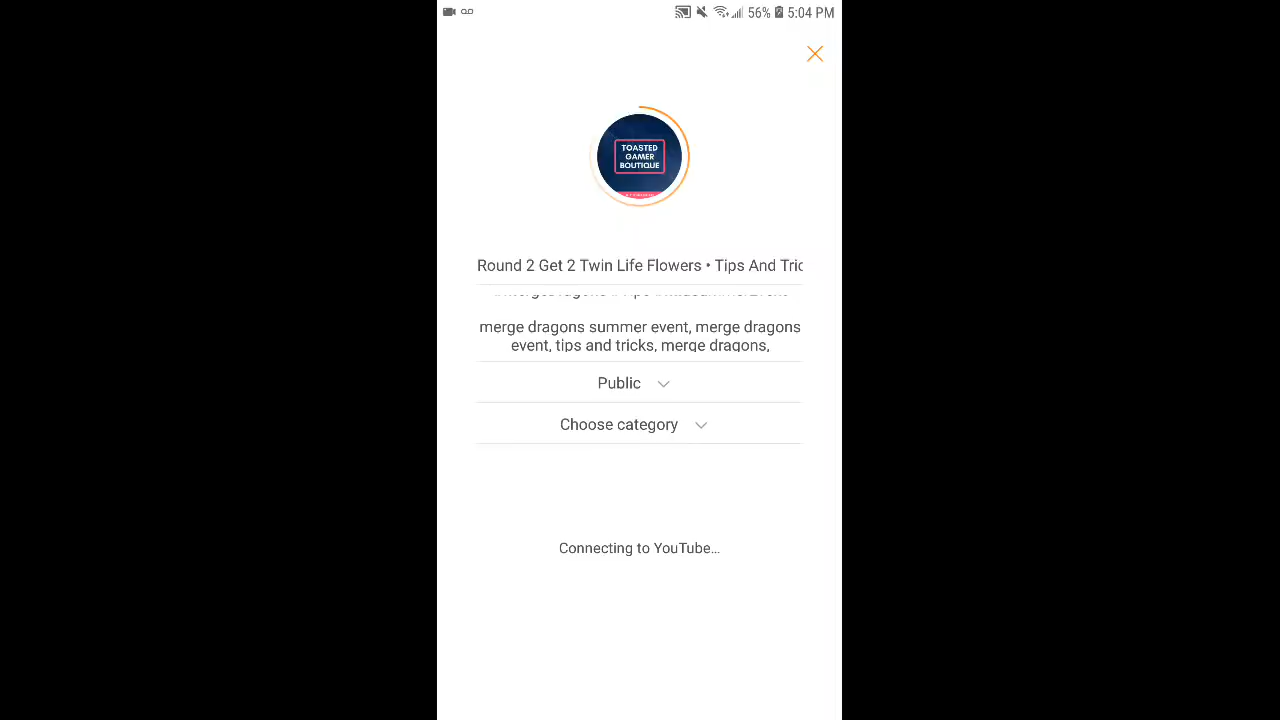 56% 5:04 PM
TOASTED
GAMER
BOUTIQUE
Round 2 Get 2 Twin Life Flowers • Tips And Tric
merge dragons summer event, merge dragons
event, tips and tricks, merge dragons,
Public
Choose category
Connecting to YouTube...